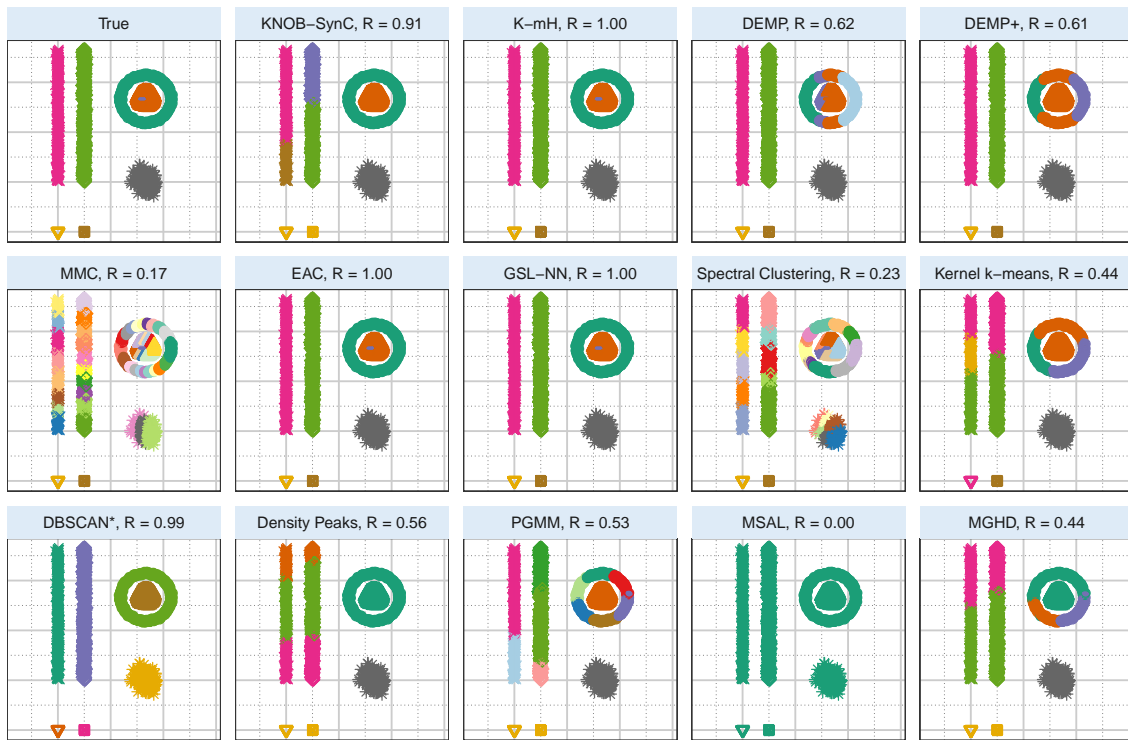 True
KNOB−SynC, R = 0.91
K−mH, R = 1.00
DEMP, R = 0.62
DEMP+, R = 0.61
MMC, R = 0.17
EAC, R = 1.00
GSL−NN, R = 1.00
Spectral Clustering, R = 0.23
Kernel k−means, R = 0.44
DBSCAN*, R = 0.99
Density Peaks, R = 0.56
PGMM, R = 0.53
MSAL, R = 0.00
MGHD, R = 0.44